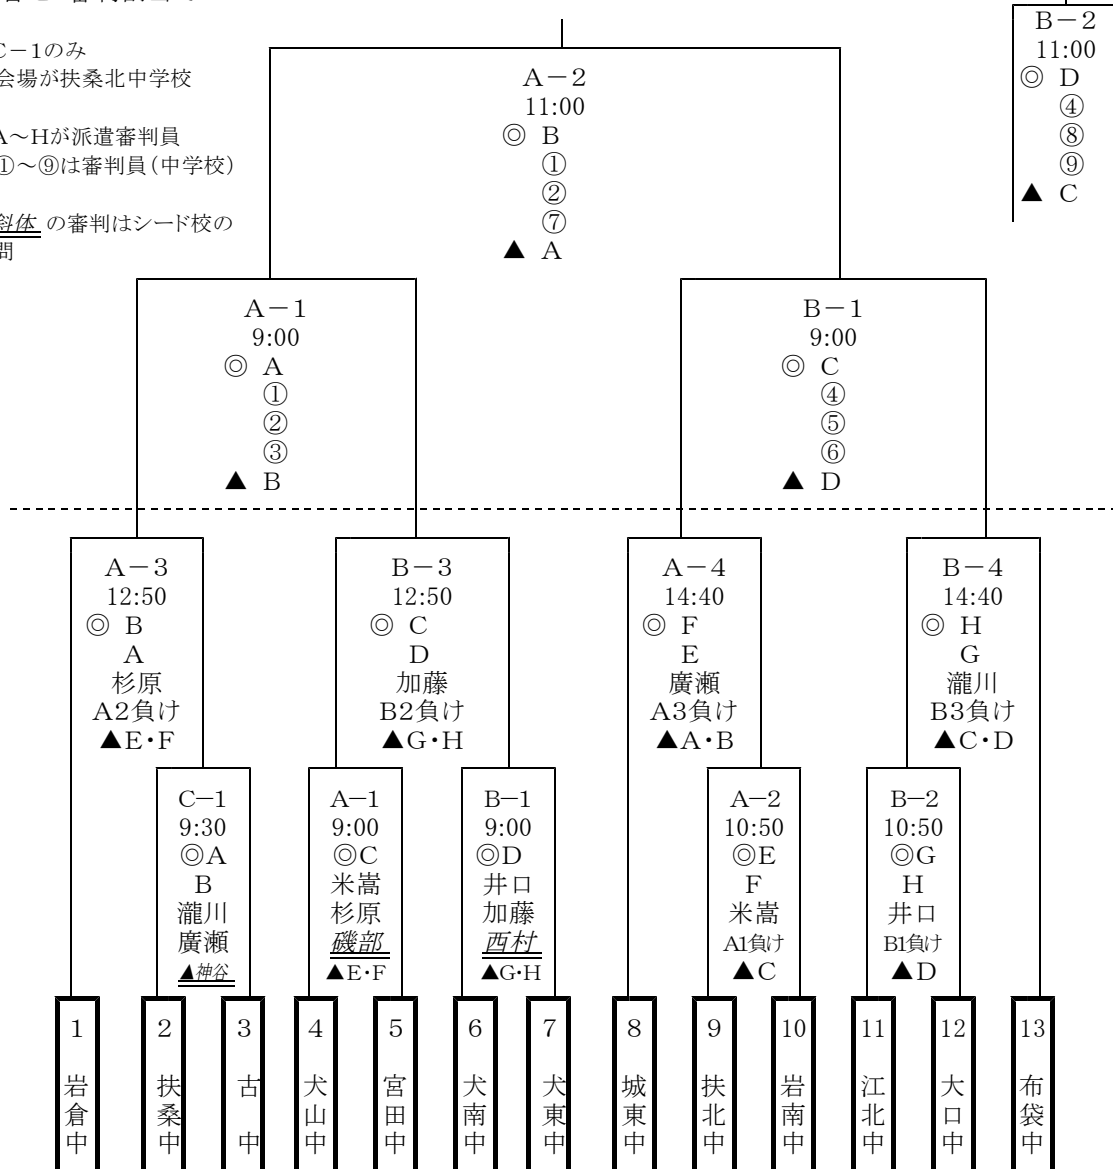 C－1のみ
会場が扶桑北中学校
A～Hが派遣審判員
①～⑨は審判員（中学校）
斜体 の審判はシード校の
問
A－2
11:00
◎ B
①
②
⑦
▲ A
B－2
11:00
◎ D
④
⑧
⑨
▲ C
A－1
9:00
◎ A
①
②
③
▲ B
B－1
9:00
◎ C
④
⑤
⑥
▲ D
A－3
12:50
◎ B
A
杉原
A2負け
▲E・F
B－3
12:50
◎ C
D
加藤
B2負け
▲G・H
A－4
14:40
◎ F
E
廣瀬
A3負け
▲A・B
B－4
14:40
◎ H
G
瀧川
B3負け
▲C・D
C－1
9:30
◎A
B
瀧川
廣瀬
▲神谷
A－1
9:00
◎C
米嵩
杉原
磯部
▲E・F
B－1
9:00
◎D
井口
加藤
西村
▲G・H
A－2
10:50
◎E
F
米嵩
A1負け
▲C
B－2
10:50
◎G
H
井口
B1負け
▲D
1
岩倉中
2
扶桑中
3
古　中
4
犬山中
5
宮田中
6
犬南中
7
犬東中
8
城東中
9
扶北中
10
岩南中
11
江北中
12
大口中
13
布袋中